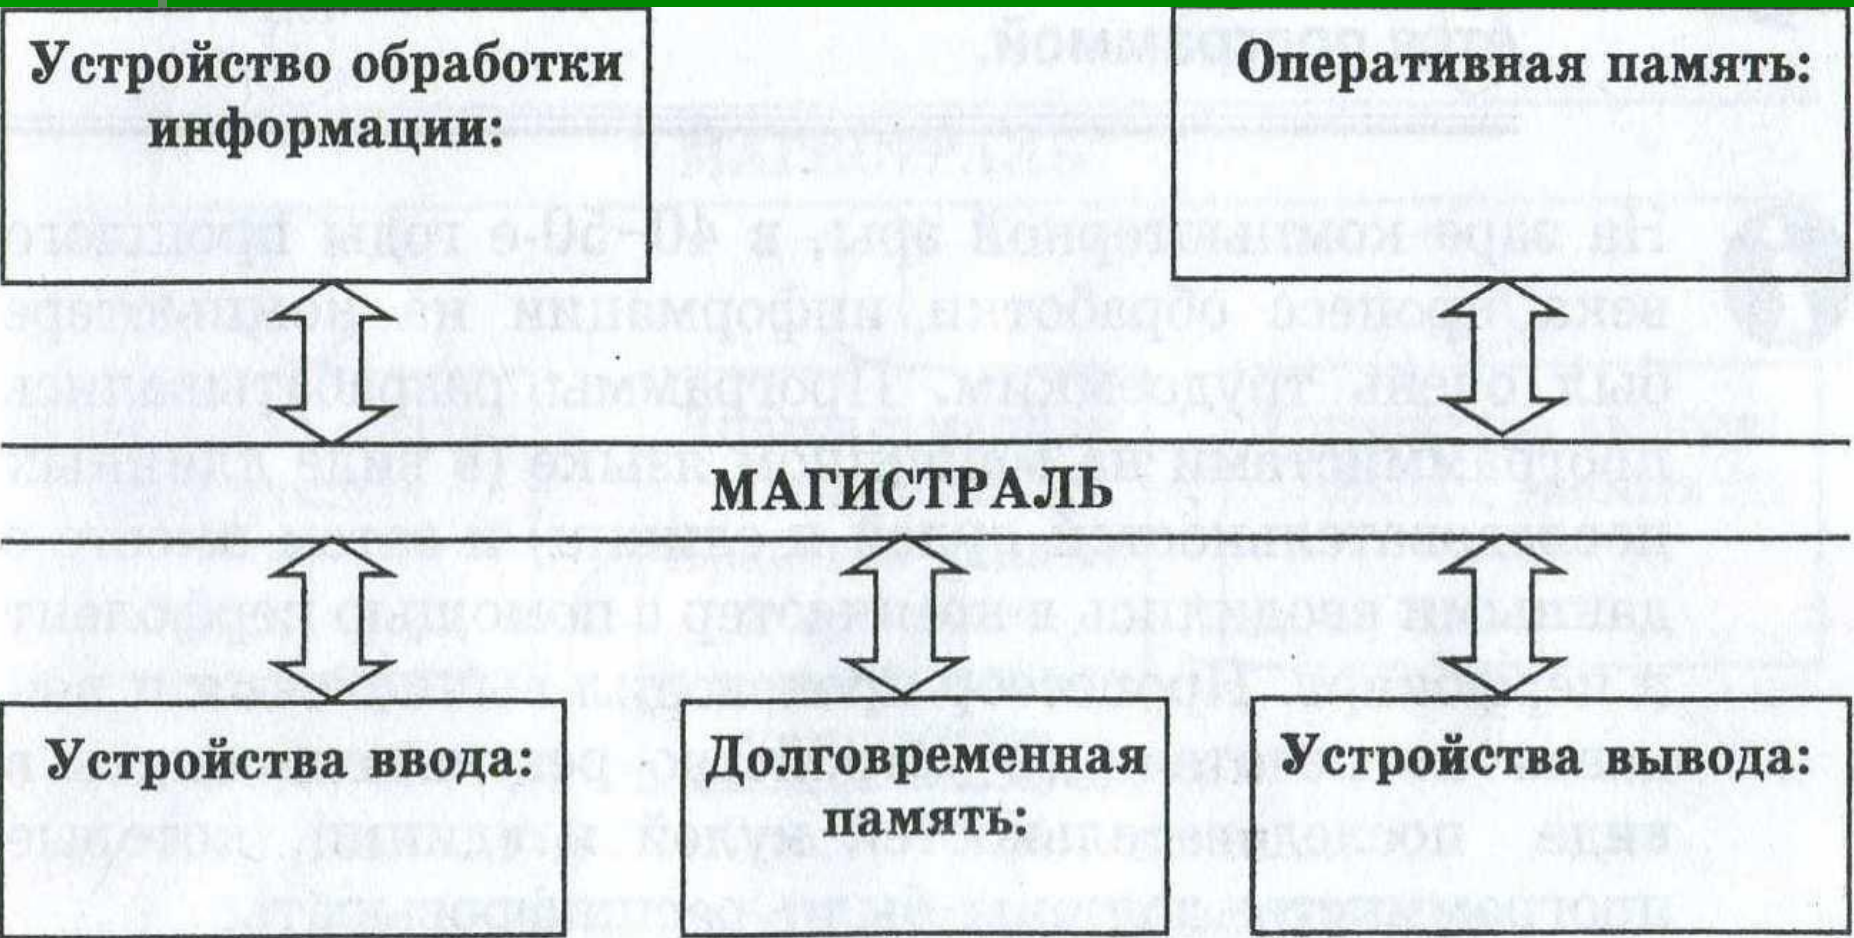 Устройство обработки
информации:
Оперативная память:
МАГИСТРАЛЬ
Устройства ввода:
Долговременная
память:
Устройства вывода: